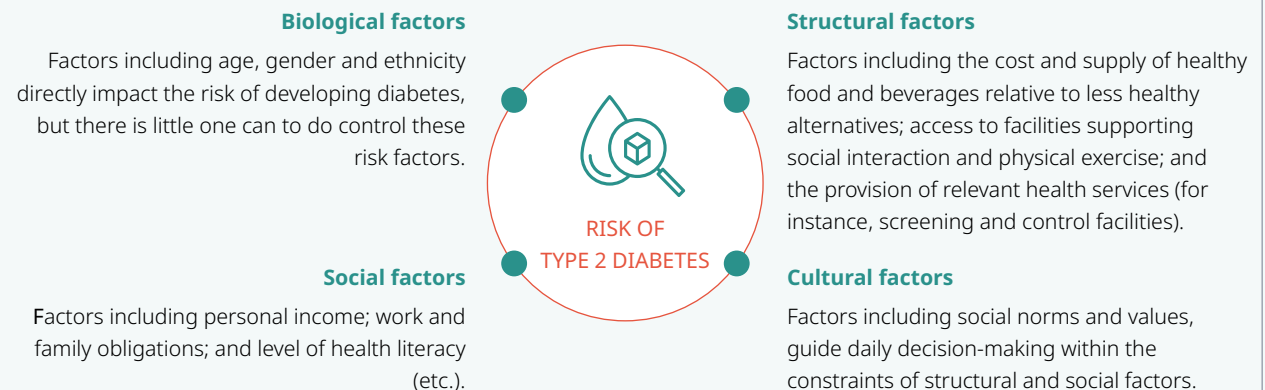 Biological factors
Factors including age, gender and ethnicity
directly impact the risk of developing diabetes,
but there is little one can to do control these
risk factors.
Structural factors
Factors including the cost and supply of healthy
food and beverages relative to less healthy
alternatives; access to facilities supporting
social interaction and physical exercise; and
the provision of relevant health services (for
instance, screening and control facilities).
RISK OF
TYPE 2 DIABETES
Social factors
Factors including personal income; work and
family obligations; and level of health literacy
(etc.).
Cultural factors
Factors including social norms and values,
guide daily decision-making within the
constraints of structural and social factors.